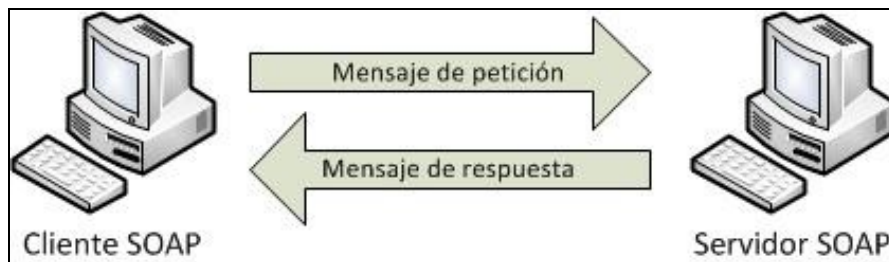 Mensaje de petición
Mensaje de respuesta
Cliente SOAP
Servidor SOAP